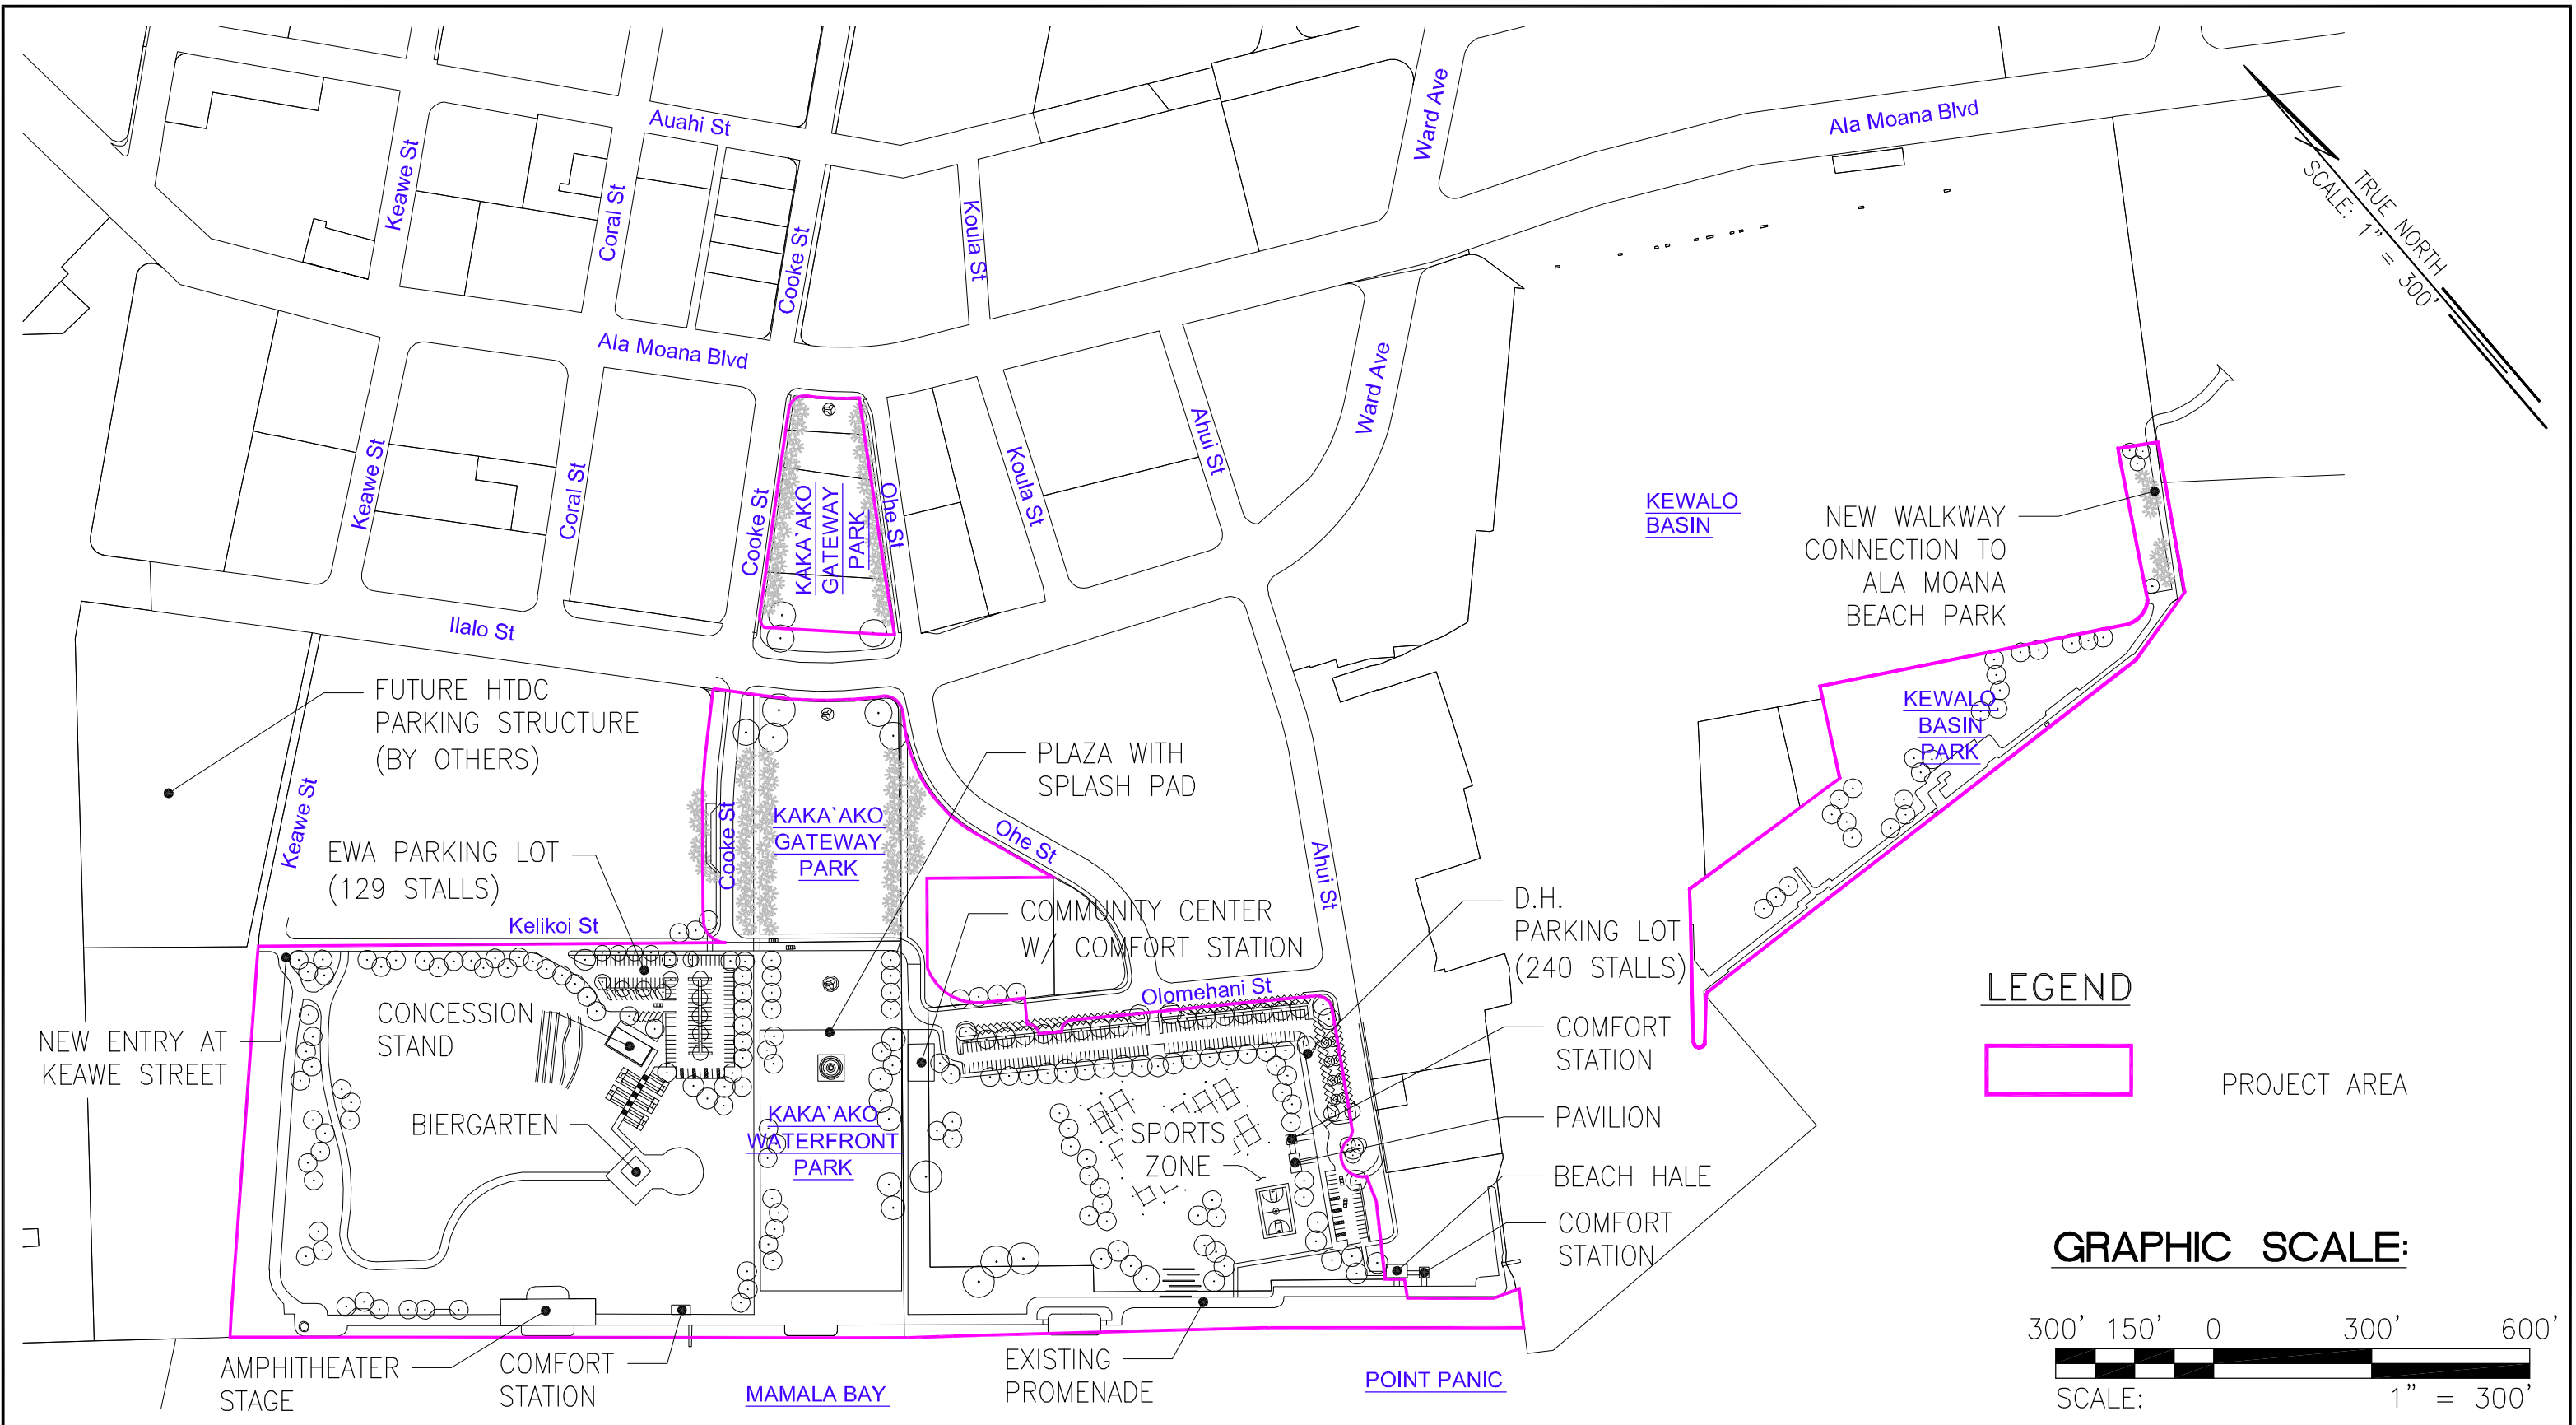 Auahi St
Ward Ave
Ala Moana Blvd
Keawe St
Coral St
Cooke St
Koula St
TRUE NORTH
SCALE: 1" = 300'
Ala Moana Blvd
Ward Ave
Ahui St
Koula St
Keawe St
Coral St
Cooke St
KAKA`AKO
GATEWAY
PARK
Ohe St
KEWALO
BASIN
NEW WALKWAY
CONNECTION TO
ALA MOANA
BEACH PARK
Ilalo St
FUTURE HTDC
PARKING STRUCTURE
(BY OTHERS)
KEWALO
BASIN
PARK
PLAZA WITH
SPLASH PAD
Keawe St
Cooke St
KAKA`AKO
GATEWAY
PARK
Ohe St
Ahui St
EWA PARKING LOT
(129 STALLS)
Kelikoi St
COMMUNITY CENTER
W/ COMFORT STATION
D.H.
PARKING LOT
(240 STALLS)
Olomehani St
LEGEND
PROJECT AREA
CONCESSION
STAND
NEW ENTRY AT
KEAWE STREET
COMFORT
STATION
BIERGARTEN
KAKA`AKO
WATERFRONT
PARK
SPORTS
ZONE
PAVILION
BEACH HALE
COMFORT
STATION
GRAPHIC SCALE:
300' 150' 0 300' 600'
SCALE: 1" = 300'
AMPHITHEATER
STAGE
COMFORT
STATION
MAMALA BAY
EXISTING
PROMENADE
POINT PANIC